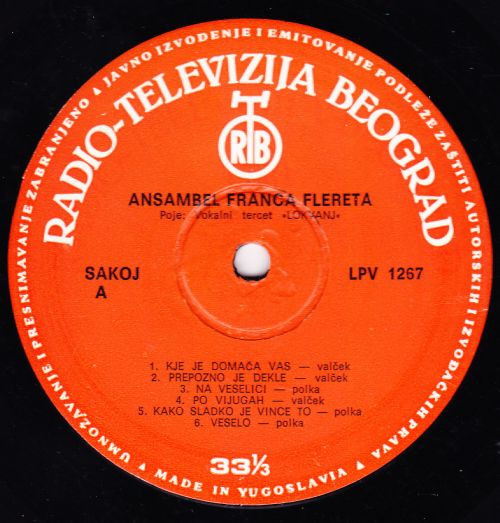 UMNOŽAVANJE I PRESNIMAVANJE ZABRANJENO ▲ JAVNO IZVOĐENJE I EMITOVANJE PODLEŽE ZAŠTITI AUTORSKIH I IZVOĐAČKIH PRAVA ▲ MADE IN YUGOSLAVIA ▲
RADIO-TELEVIZIJA BEOGRAD
RTB
ANSAMBEL FRANCA FLERETA
Poje: Vokalni tercet »LOKVANJ«
SAKOJ
A
LPV 1267
1. KJE JE DOMAČA VAS — valček
2. PREPOZNO JE DEKLE — valček
3. NA VESELICI — polka
4. PO VIJUGAH — valček
5. KAKO SLADKO JE VINCE TO — polka
6. VESELO — polka
33⅓